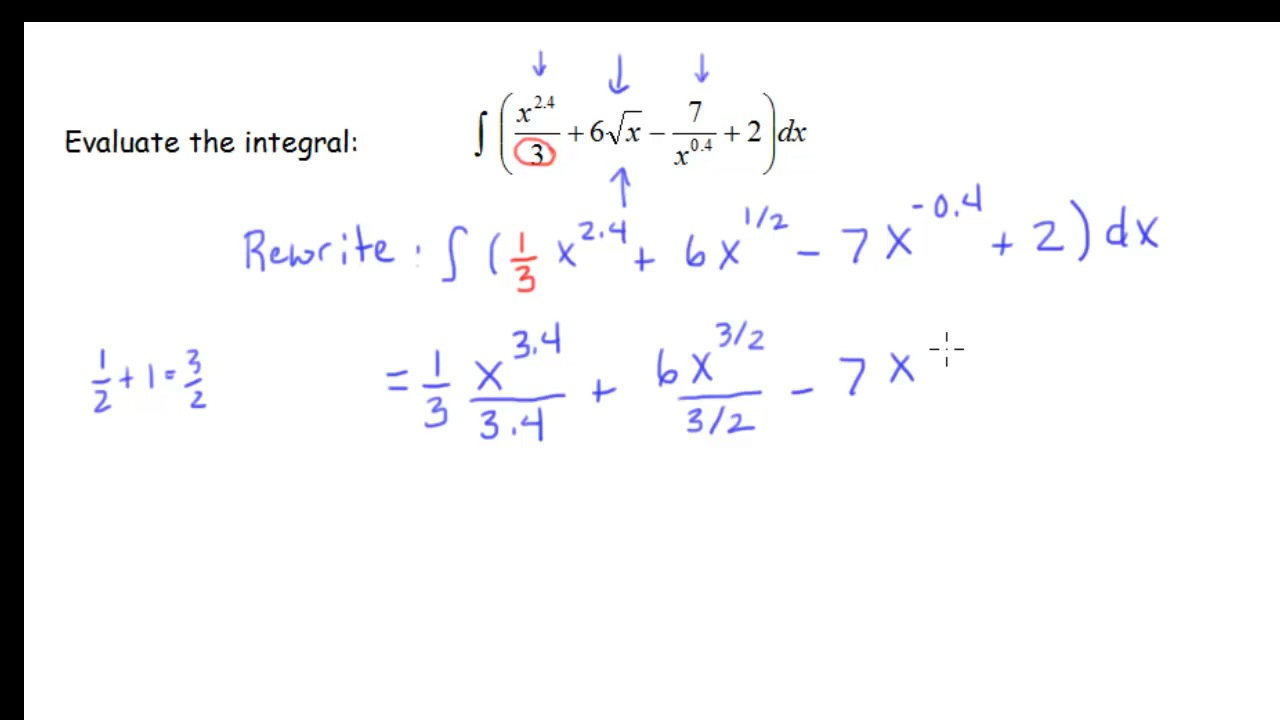 Evaluate the integral: ∫ (x^2.4/3 + 6√x − 7/x^0.4 + 2) dx
Rewrite : ∫ (1/3 x^2.4 + 6x^1/2 − 7x^-0.4 + 2) dx
1/2 + 1 = 3/2
= 1/3 x^3.4/3.4 + 6x^3/2/3/2 − 7x